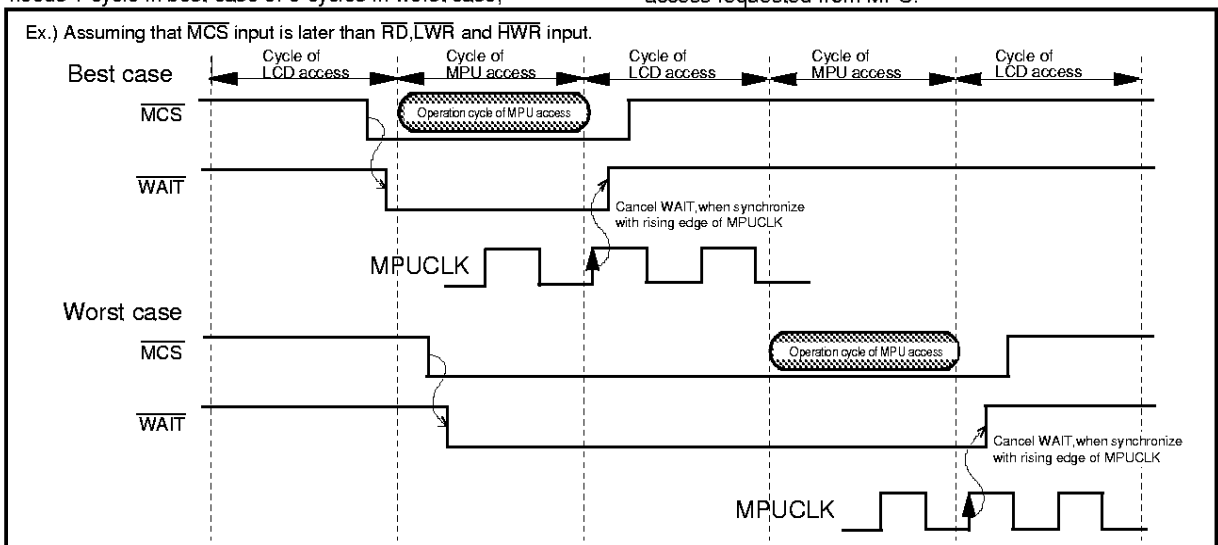 needs 1 cycle in best case or 3 cycles in worst case,
access requested from MPU.
Ex.) Assuming that MCS input is later than RD,LWR and HWR input.
Cycle of LCD access
Cycle of MPU access
Cycle of LCD access
Cycle of MPU access
Cycle of LCD access
Best case
MCS
Operation cycle of MPU access
WAIT
Cancel WAIT,when synchronize
with rising edge of MPUCLK
MPUCLK
Worst case
MCS
Operation cycle of MPU access
WAIT
Cancel WAIT,when synchronize
with rising edge of MPUCLK
MPUCLK